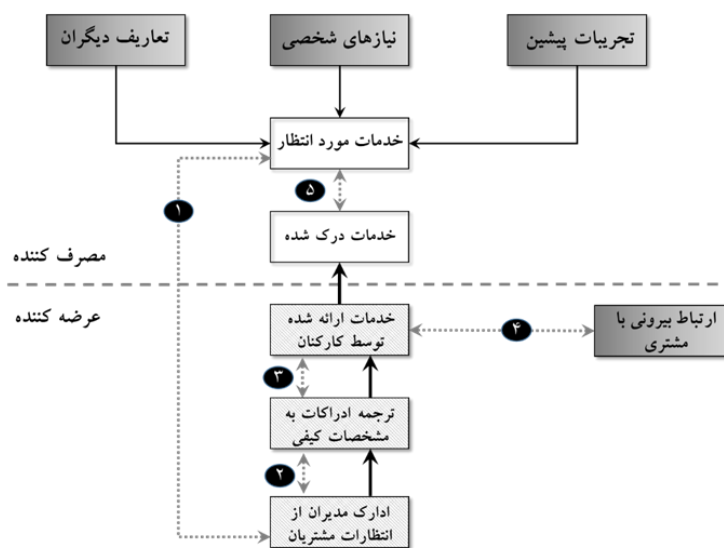 تجربیات پیشین
نیازهای شخصی
تعاریف دیگران
خدمات مورد انتظار
۱
۵
خدمات درک شده
مصرف کننده
عرضه کننده
خدمات ارائه شده
توسط کارکنان
۴
ارتباط بیرونی با
مشتری
۳
ترجمه ادراکات به
مشخصات کیفی
۲
ادارک مدیران از
انتظارات مشتریان